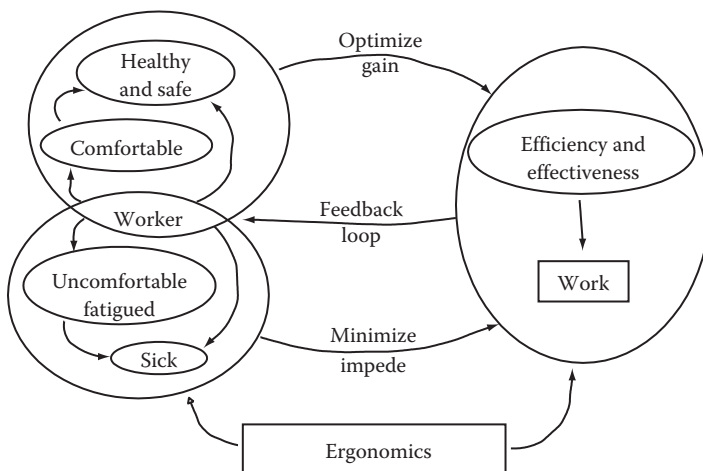 Healthy
and safe
Comfortable
Worker
Uncomfortable
fatigued
Sick
Optimize
gain
Feedback
loop
Minimize
impede
Efficiency and
effectiveness
Work
Ergonomics